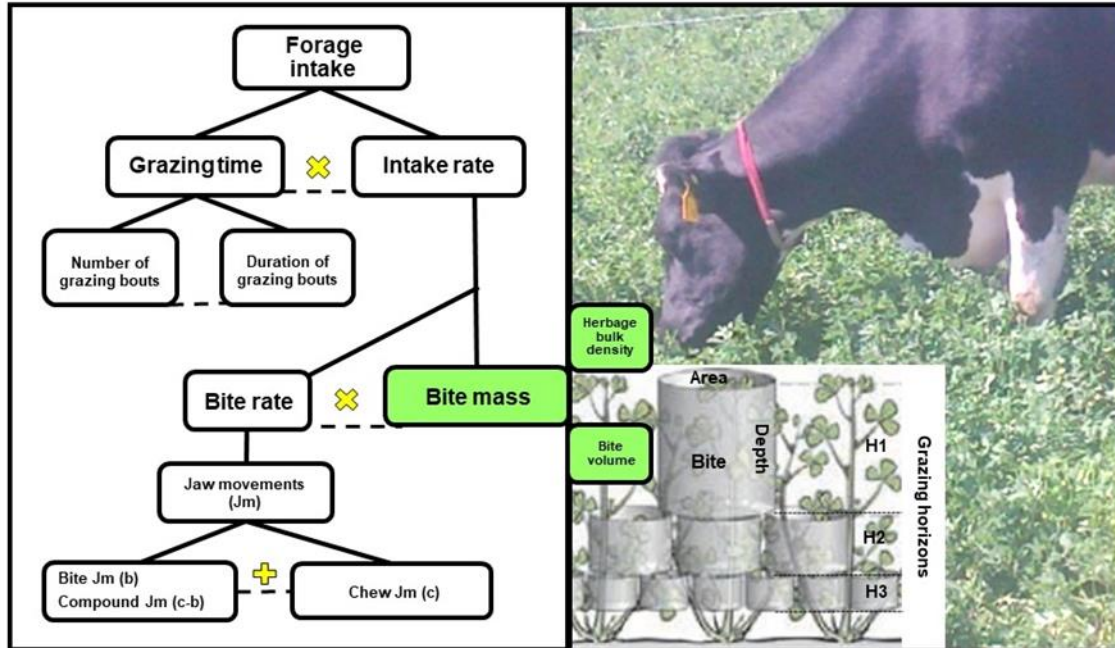 Forage
intake
Grazing time
Intake rate
Number of
grazing bouts
Duration of
grazing bouts
Herbage
bulk
density
Bite rate
Bite mass
Bite
volume
Jaw movements
(Jm)
Bite Jm (b)
Compound Jm (c-b)
Chew Jm (c)
Area
Depth
Bite
H1
H2
H3
Grazing horizons